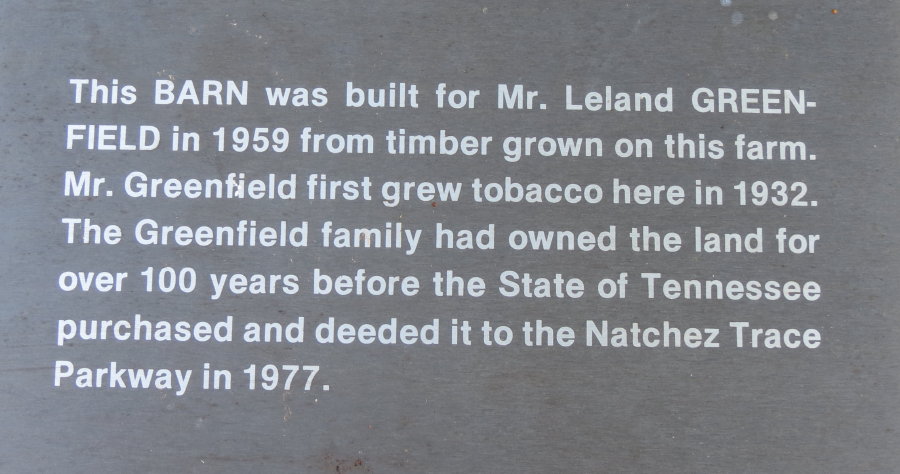 This BARN was built for Mr. Leland GREEN-
FIELD in 1959 from timber grown on this farm.
Mr. Greenfield first grew tobacco here in 1932.
The Greenfield family had owned the land for
over 100 years before the State of Tennessee
purchased and deeded it to the Natchez Trace
Parkway in 1977.